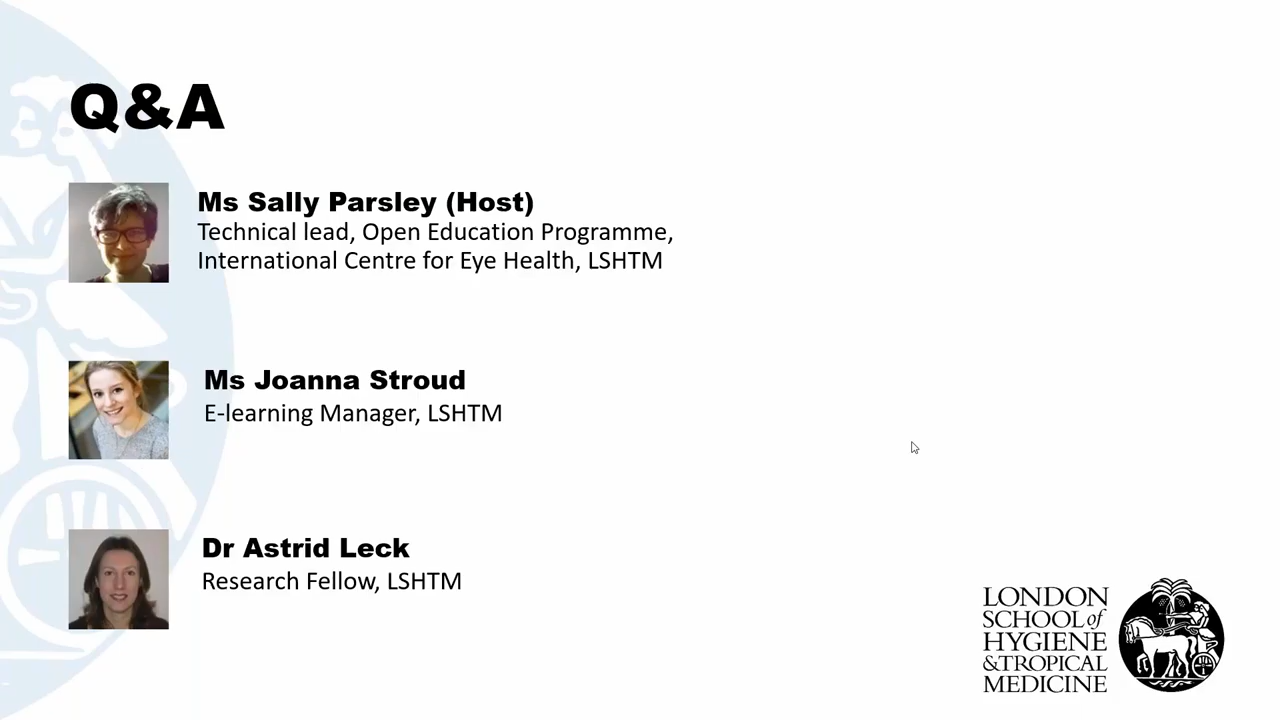 Q&A
Ms Sally Parsley (Host)
Technical lead, Open Education Programme,
International Centre for Eye Health, LSHTM
Ms Joanna Stroud
E-learning Manager, LSHTM
Dr Astrid Leck
Research Fellow, LSHTM
LONDON
SCHOOL of
HYGIENE
&TROPICAL
MEDICINE